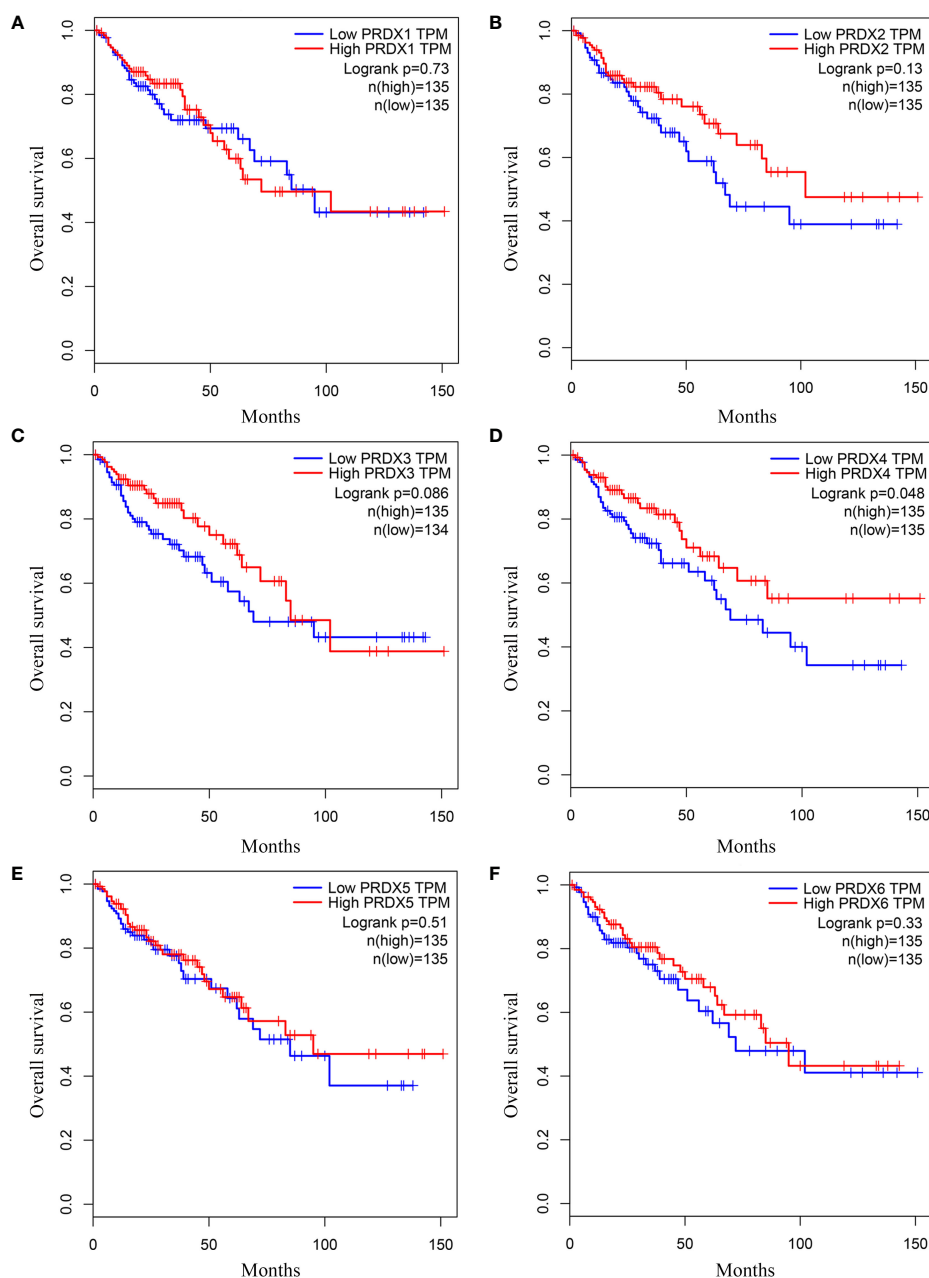 A
Low PRDX1 TPM
High PRDX1 TPM
Logrank p=0.73
n(high)=135
n(low)=135
Overall survival
0.0 0.2 0.4 0.6 0.8 1.0
0 50 100 150
Months
B
Low PRDX2 TPM
High PRDX2 TPM
Logrank p=0.13
n(high)=135
n(low)=135
Overall survival
0.0 0.2 0.4 0.6 0.8 1.0
0 50 100 150
Months
C
Low PRDX3 TPM
High PRDX3 TPM
Logrank p=0.086
n(high)=135
n(low)=134
Overall survival
0.0 0.2 0.4 0.6 0.8 1.0
0 50 100 150
Months
D
Low PRDX4 TPM
High PRDX4 TPM
Logrank p=0.048
n(high)=135
n(low)=135
Overall survival
0.0 0.2 0.4 0.6 0.8 1.0
0 50 100 150
Months
E
Low PRDX5 TPM
High PRDX5 TPM
Logrank p=0.51
n(high)=135
n(low)=135
Overall survival
0.0 0.2 0.4 0.6 0.8 1.0
0 50 100 150
Months
F
Low PRDX6 TPM
High PRDX6 TPM
Logrank p=0.33
n(high)=135
n(low)=135
Overall survival
0.0 0.2 0.4 0.6 0.8 1.0
0 50 100 150
Months